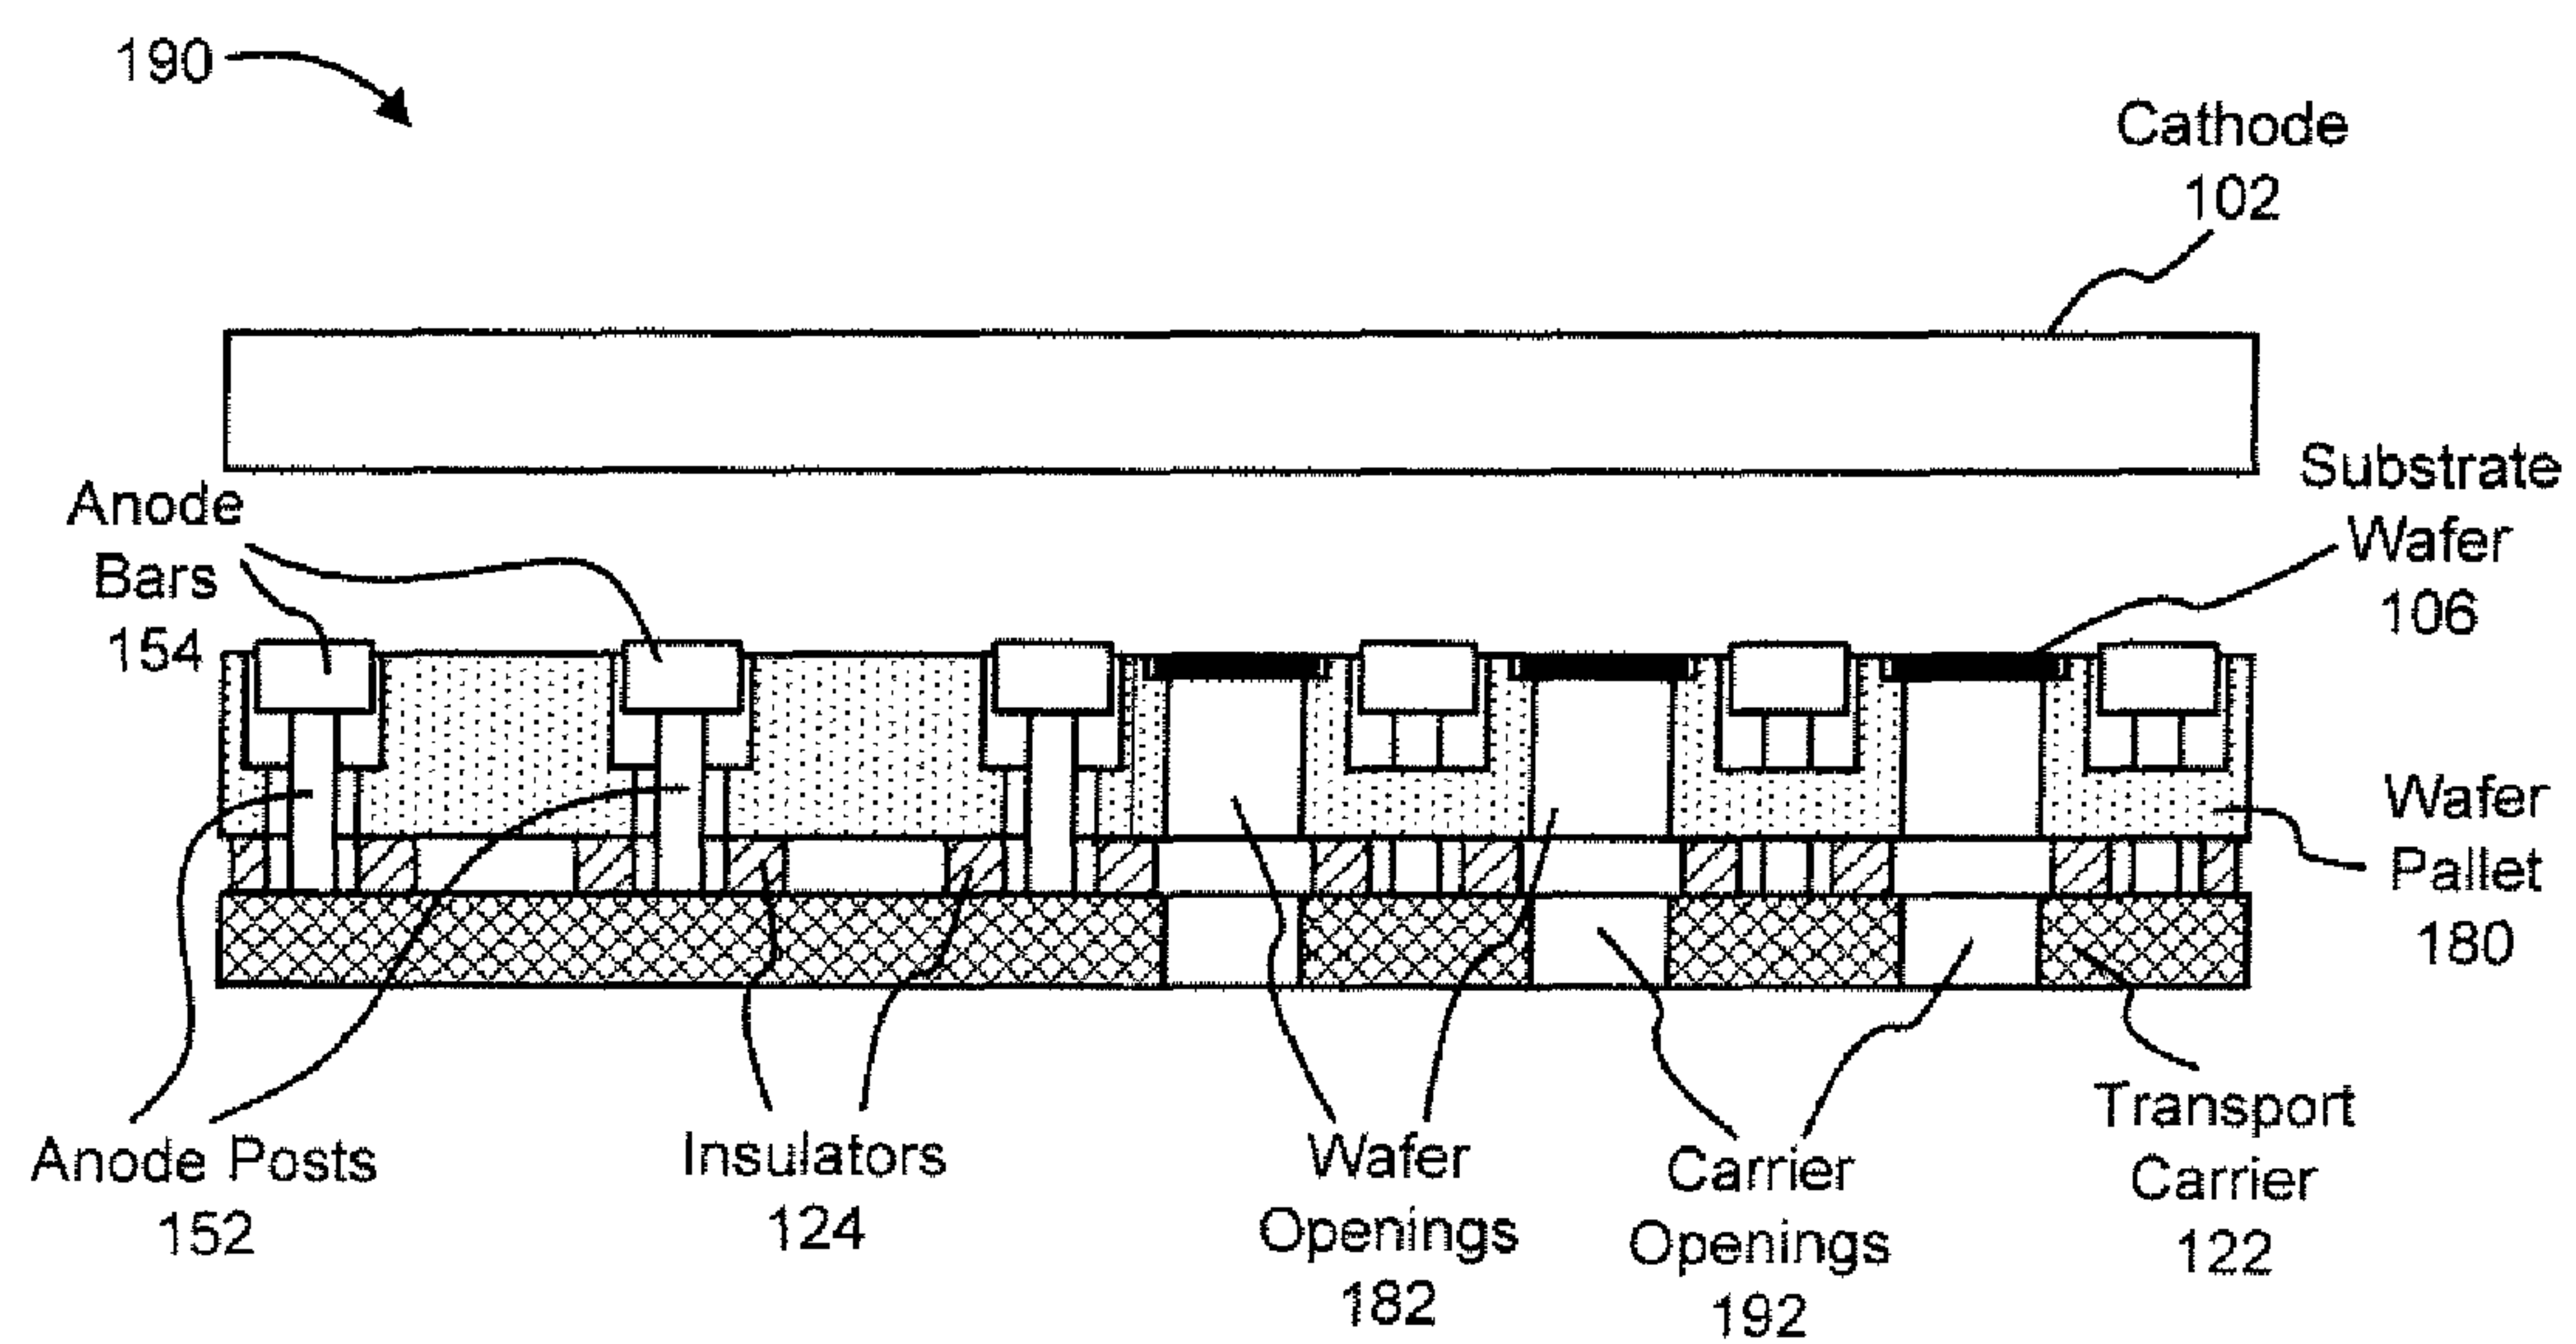 190
Cathode
102
Anode
Bars
154
Substrate
Wafer
106
Wafer
Pallet
180
Anode Posts
152
Insulators
124
Wafer
Openings
182
Carrier
Openings
192
Transport
Carrier
122